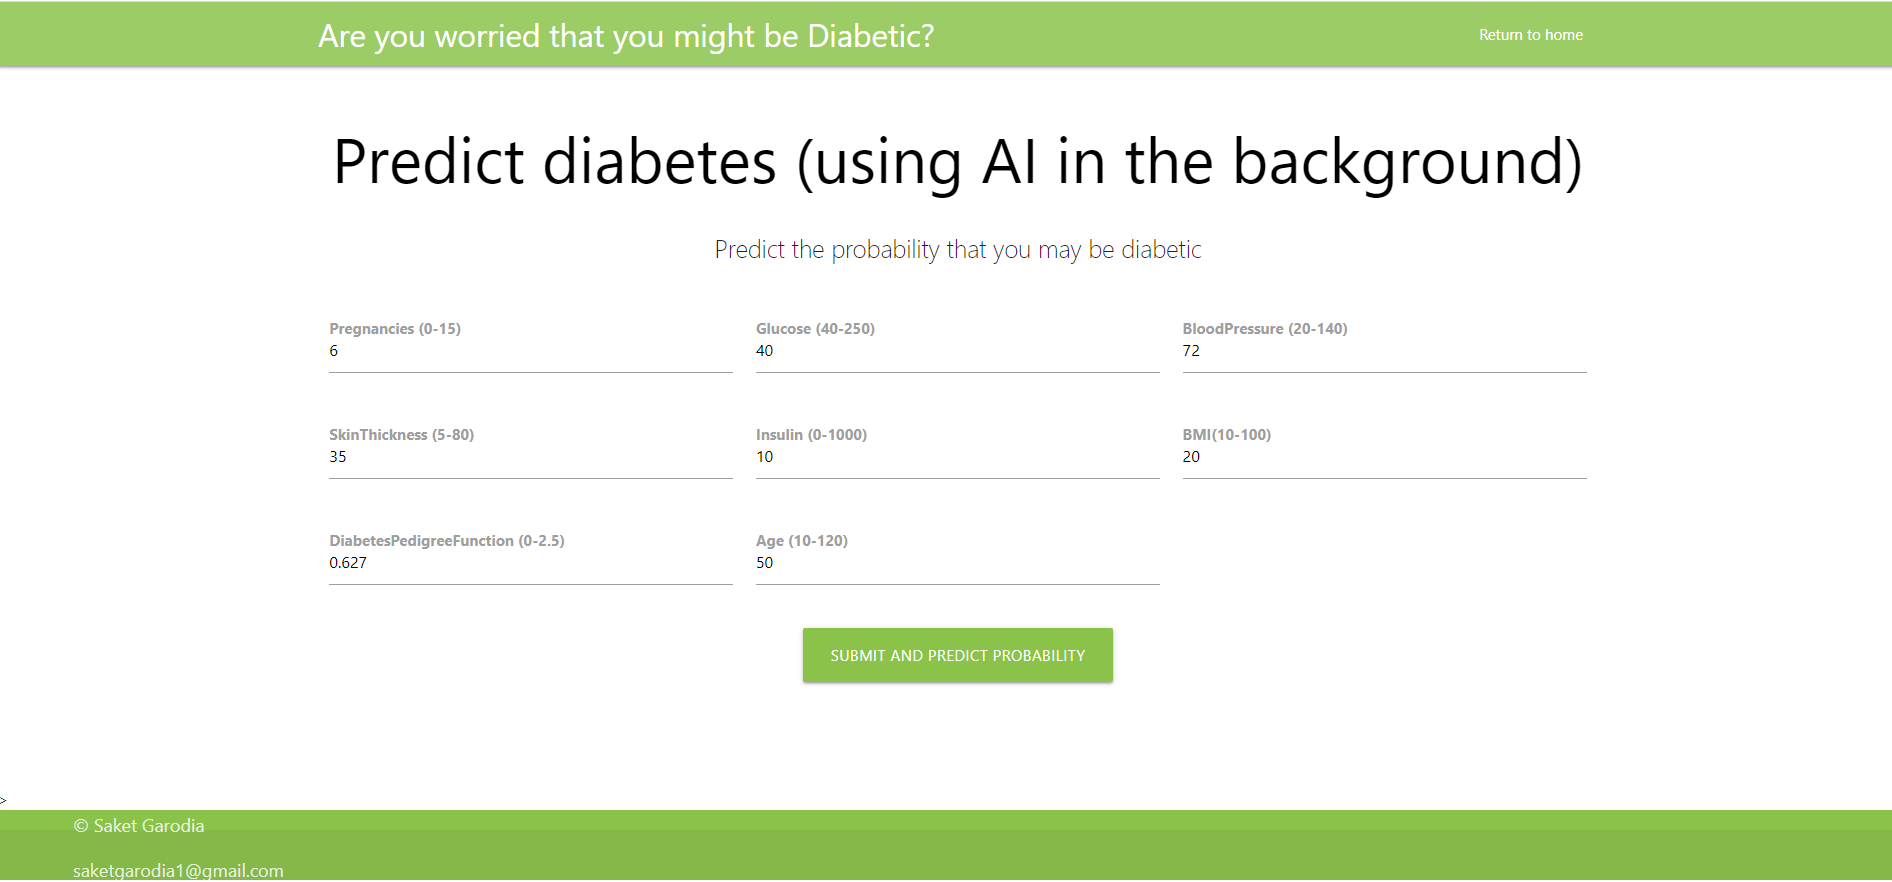 Are you worried that you might be Diabetic?
Return to home
Predict diabetes (using AI in the background)
Predict the probability that you may be diabetic
Pregnancies (0-15)
6
Glucose (40-250)
40
BloodPressure (20-140)
72
SkinThickness (5-80)
35
Insulin (0-1000)
10
BMI(10-100)
20
DiabetesPedigreeFunction (0-2.5)
0.627
Age (10-120)
50
SUBMIT AND PREDICT PROBABILITY
>
© Saket Garodia
saketgarodia1@gmail.com